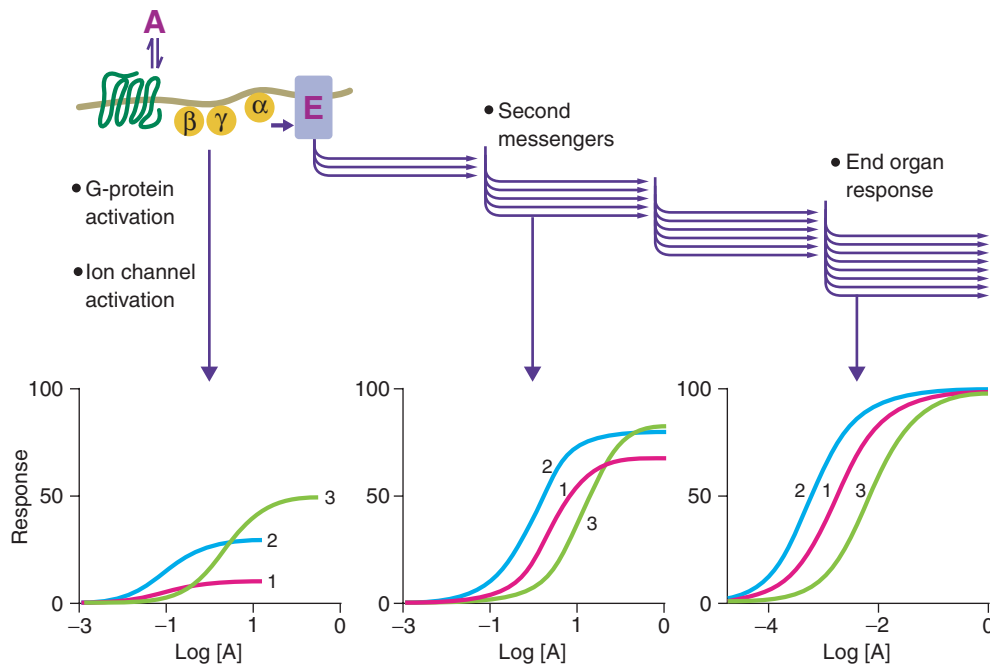 A
β γ α E
• Second
messengers
• End organ
response
• G-protein
activation
• Ion channel
activation
Response
100
50
0
3
2
1
−3 −1 1 0
Log [A]
100
50
0
2
1
3
−3 −1 1 0
Log [A]
100
50
0
2 1 3
−4 −2 0
Log [A]